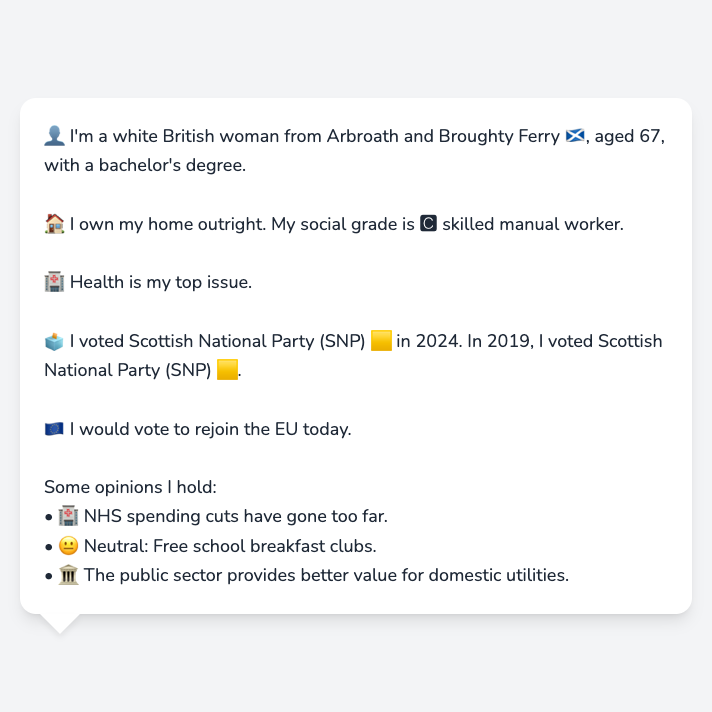 👤 I'm a white British woman from Arbroath and Broughty Ferry 🏴󠁧󠁢󠁳󠁣󠁴󠁿, aged 67,
with a bachelor's degree.
🏠 I own my home outright. My social grade is 🅲 skilled manual worker.
🏥 Health is my top issue.
🗳️ I voted Scottish National Party (SNP) 🟨 in 2024. In 2019, I voted Scottish
National Party (SNP) 🟨.
🇪🇺 I would vote to rejoin the EU today.
Some opinions I hold:
• 🏥 NHS spending cuts have gone too far.
• 😐 Neutral: Free school breakfast clubs.
• 🏛️ The public sector provides better value for domestic utilities.